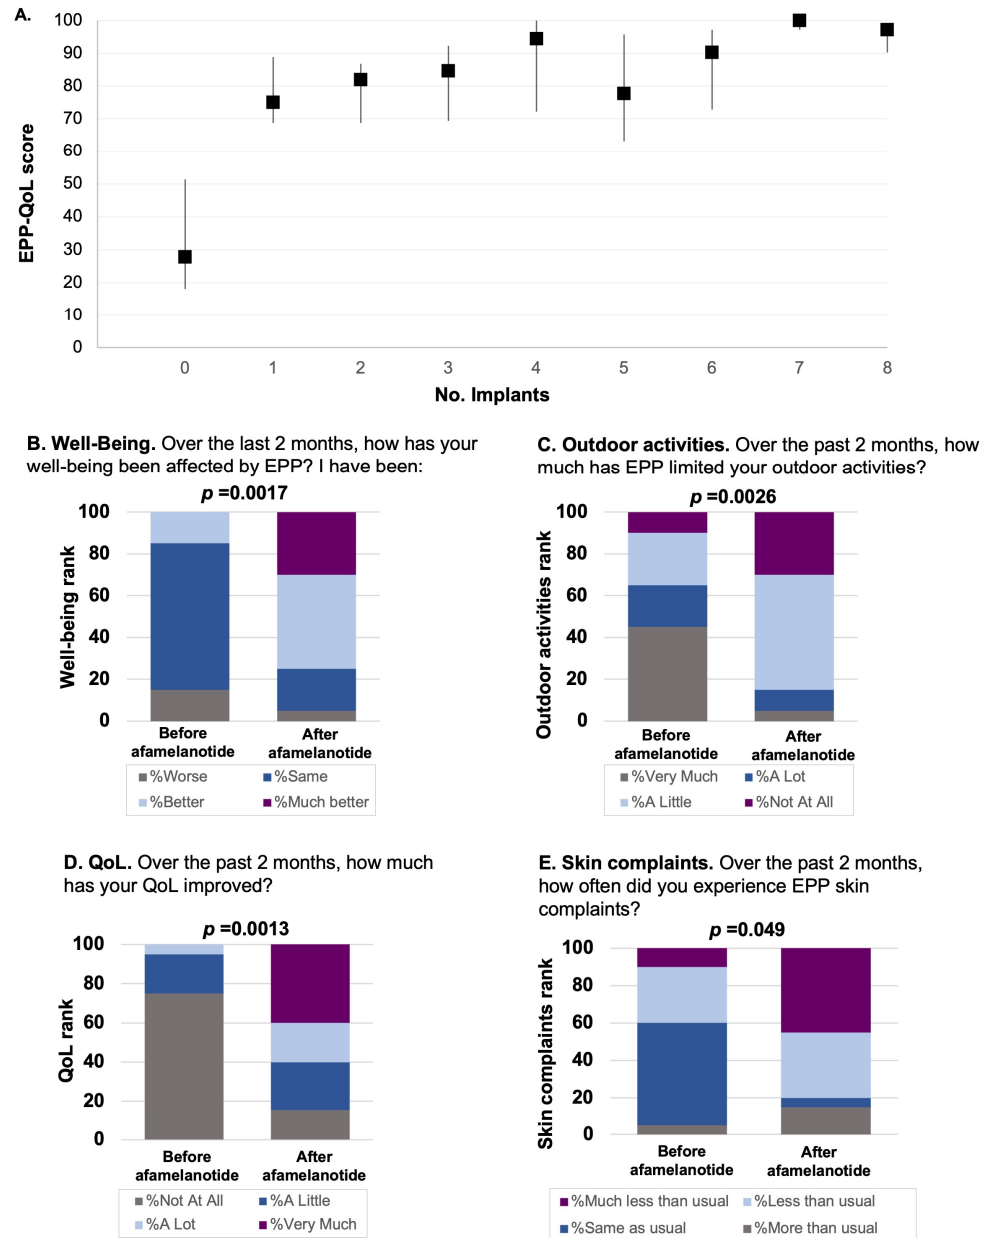 A.
100
90
80
70
60
50
40
30
20
10
0
EPP-QoL score
0 1 2 3 4 5 6 7 8
No. Implants
B. Well-Being. Over the last 2 months, how has your
well-being been affected by EPP? I have been:
p =0.0017
100
80
60
40
20
0
Well-being rank
Before
afamelanotide
After
afamelanotide
%Worse %Same
%Better %Much better
C. Outdoor activities. Over the past 2 months, how
much has EPP limited your outdoor activities?
p =0.0026
100
80
60
40
20
0
Outdoor activities rank
Before
afamelanotide
After
afamelanotide
%Very Much %A Lot
%A Little %Not At All
D. QoL. Over the past 2 months, how much
has your QoL improved?
p =0.0013
100
80
60
40
20
0
QoL rank
Before
afamelanotide
After
afamelanotide
%Not At All %A Little
%A Lot %Very Much
E. Skin complaints. Over the past 2 months,
how often did you experience EPP skin
complaints?
p =0.049
100
80
60
40
20
0
Skin complaints rank
Before
afamelanotide
After
afamelanotide
%Much less than usual %Less than usual
%Same as usual %More than usual